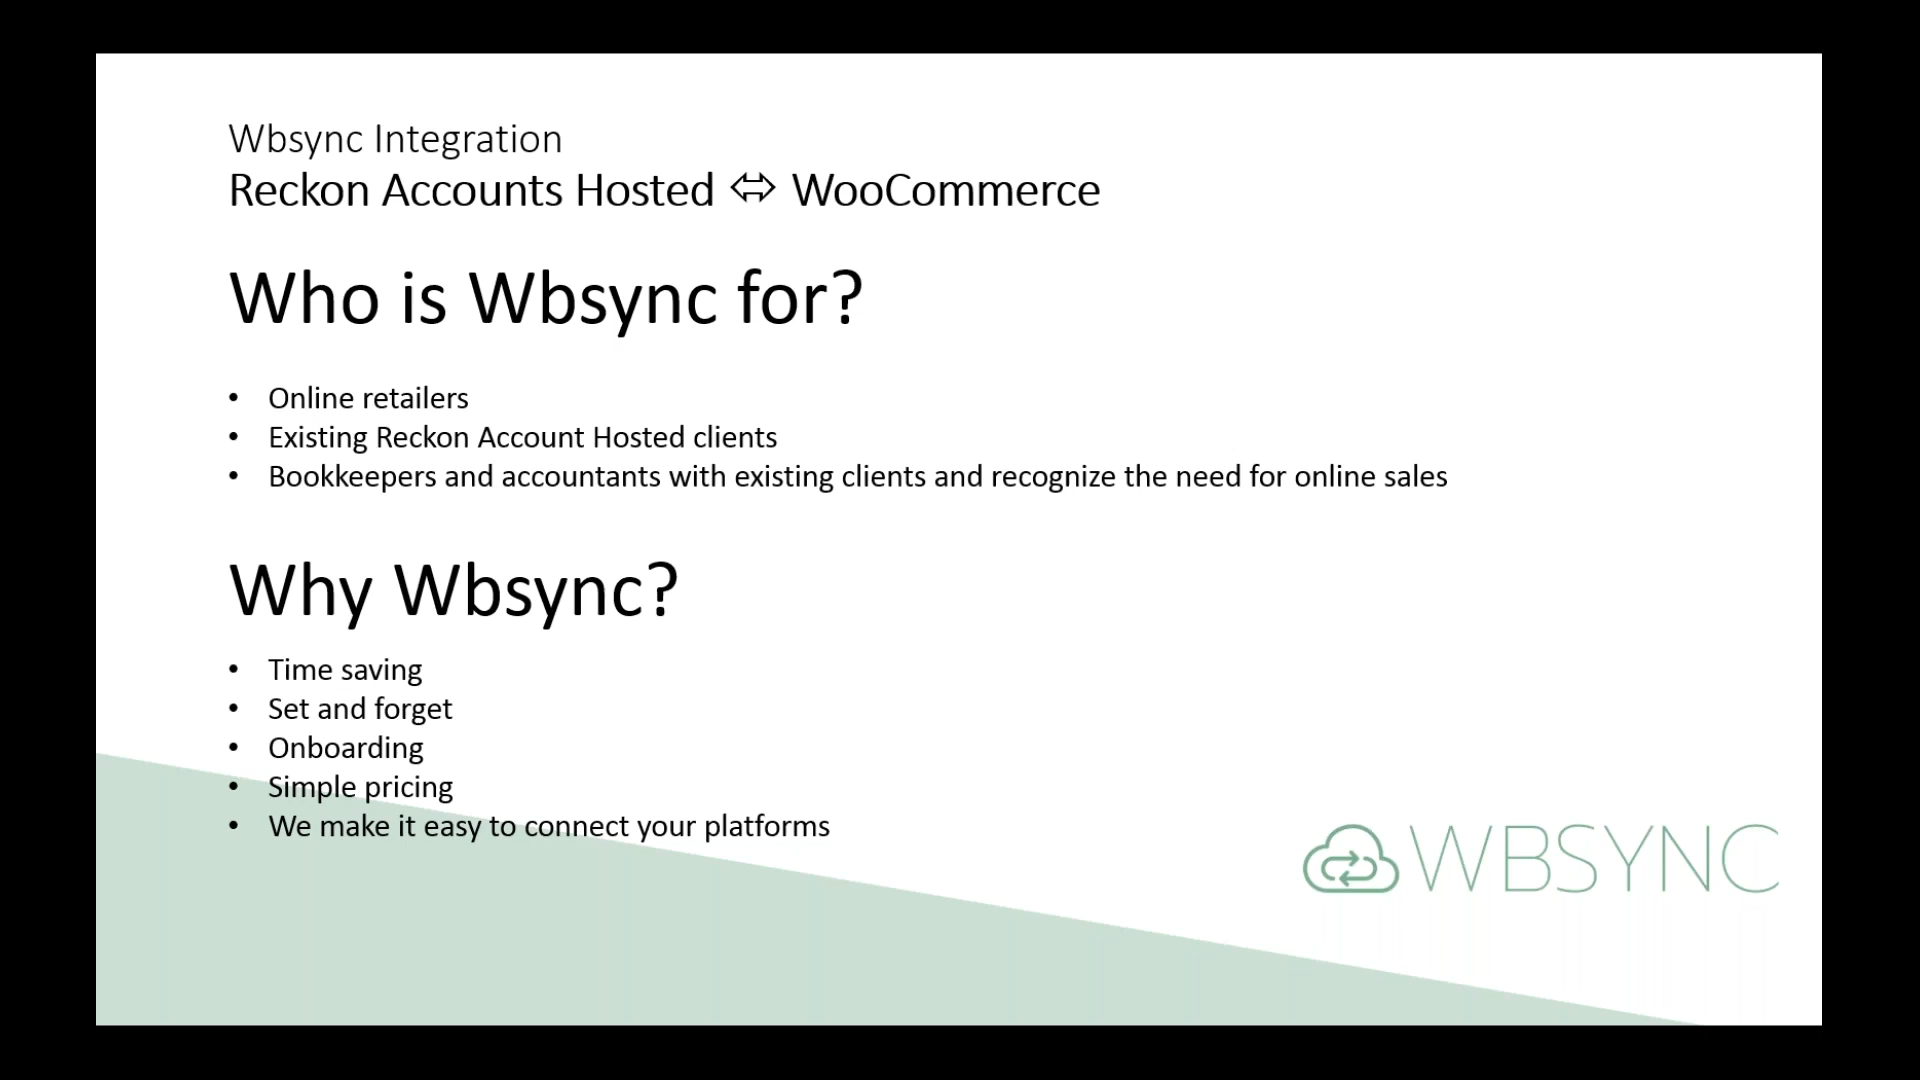 Wbsync Integration
Reckon Accounts Hosted ⬄ WooCommerce
Who is Wbsync for?
• Online retailers
• Existing Reckon Account Hosted clients
• Bookkeepers and accountants with existing clients and recognize the need for online sales
Why Wbsync?
• Time saving
• Set and forget
• Onboarding
• Simple pricing
• We make it easy to connect your platforms
WBSYNC